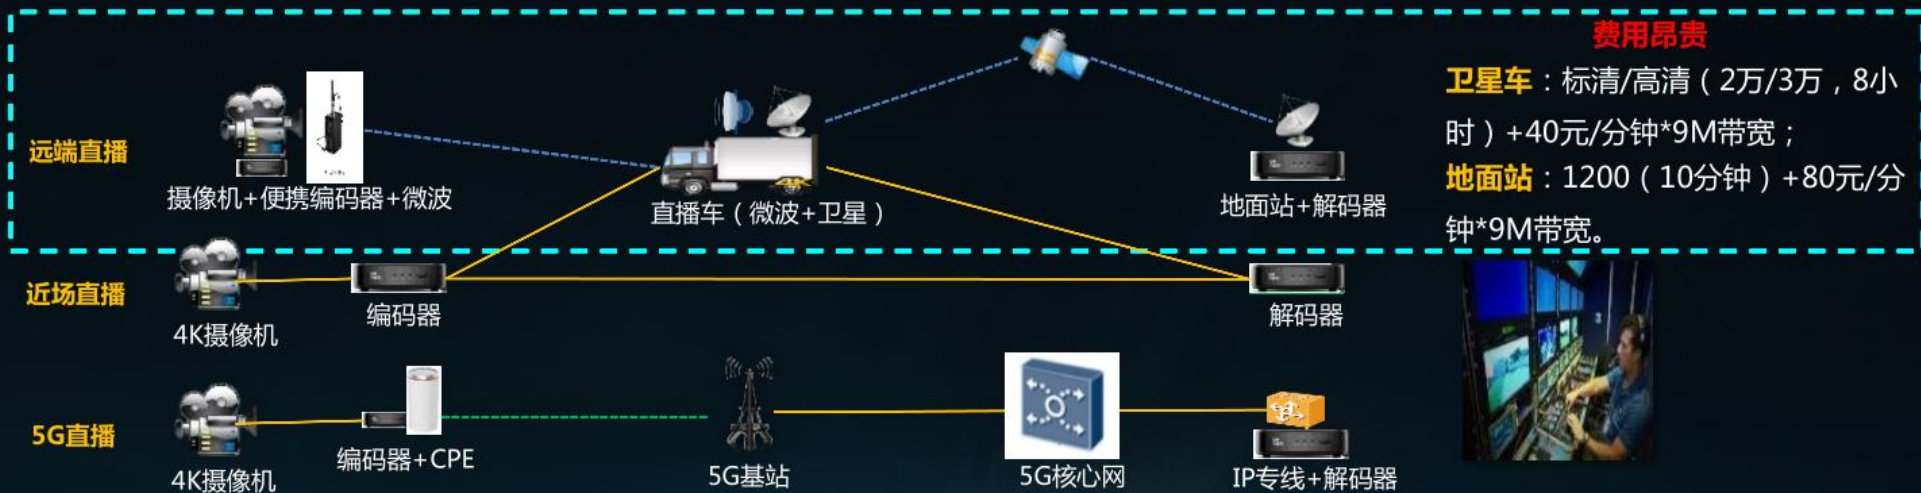 费用昂贵
卫星车：标清/高清（2万/3万，8小
时）+40元/分钟*9M带宽；
地面站：1200（10分钟）+80元/分
钟*9M带宽。
远端直播
摄像机+便携编码器+微波
4K
直播车（微波+卫星）
地面站+解码器
近场直播
4K摄像机
编码器
解码器
5G直播
4K摄像机
编码器+CPE
5G基站
5G核心网
IP专线+解码器